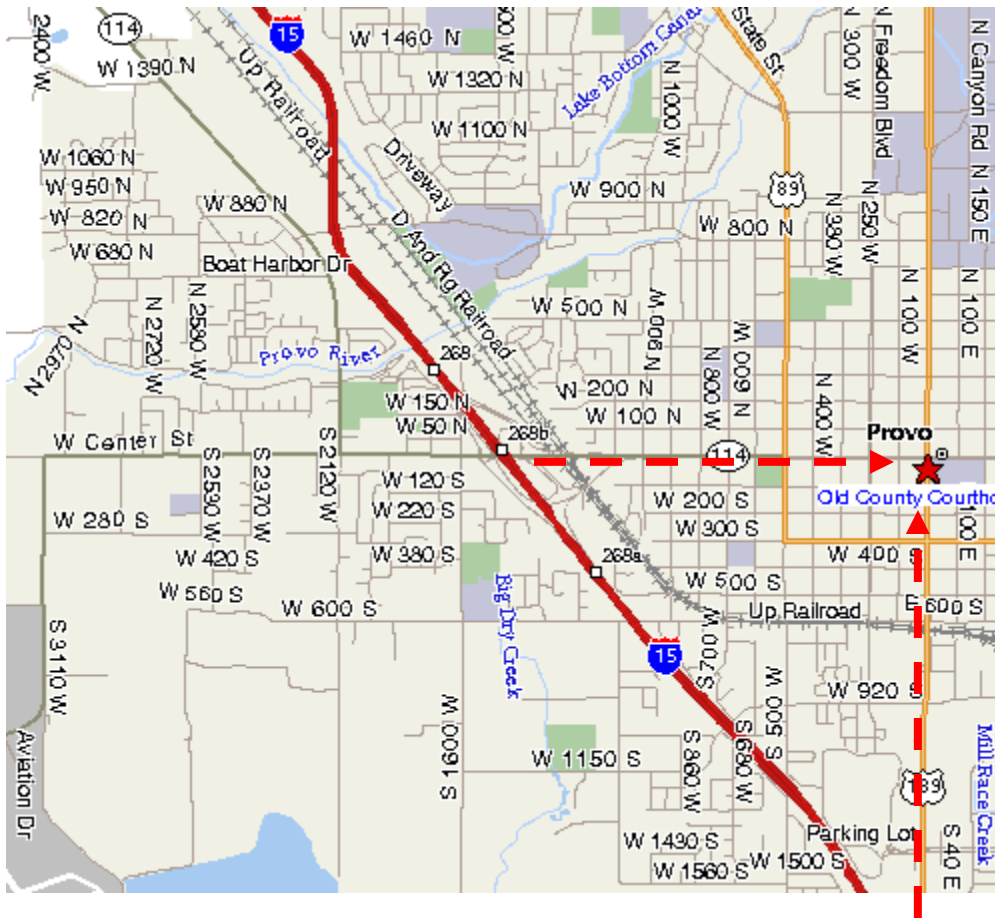 2400 W
114
W 1390 N
15
Up Railroad
W 1460 N
W 1320 N
Lake Bottom Canal
State St
N 1000 W
N 300 W
N Freedom Blvd
N Canyon Rd
N 150 E
W 1100 N
Driveway
W 1060 N
W 950 N
W 820 N
W 680 N
W 880 N
W 900 N
89
W 800 N
N 250 W
Boat Harbor Dr
D And Rg Railroad
N 2970 N
N 2720 W
N 2580 W
Provo River
268
W 500 N
N 900 W
N 800 W
N 600 W
N 400 W
N 100 W
N 100 E
W 200 N
W 100 N
W 150 N
W 50 N
268b
W Center St
114
Provo
Old County Courtho
S 2120 W
S 2370 W
S 2590 W
W 120 S
W 220 S
W 200 S
W 300 S
W 280 S
W 380 S
W 400 S
100 E
W 420 S
268a
W 500 S
W 560 S
W 600 S
Up Railroad
E 600 S
Big Dry Creek
15
S 700 W
S 3110 W
S 1600 W
W 920 S
S 500 W
S 680 W
S 860 W
W 1150 S
189
Mill Race Creek
Aviation Dr
Parking Lot
W 1430 S
W 1500 S
W 1560 S
S 40 E